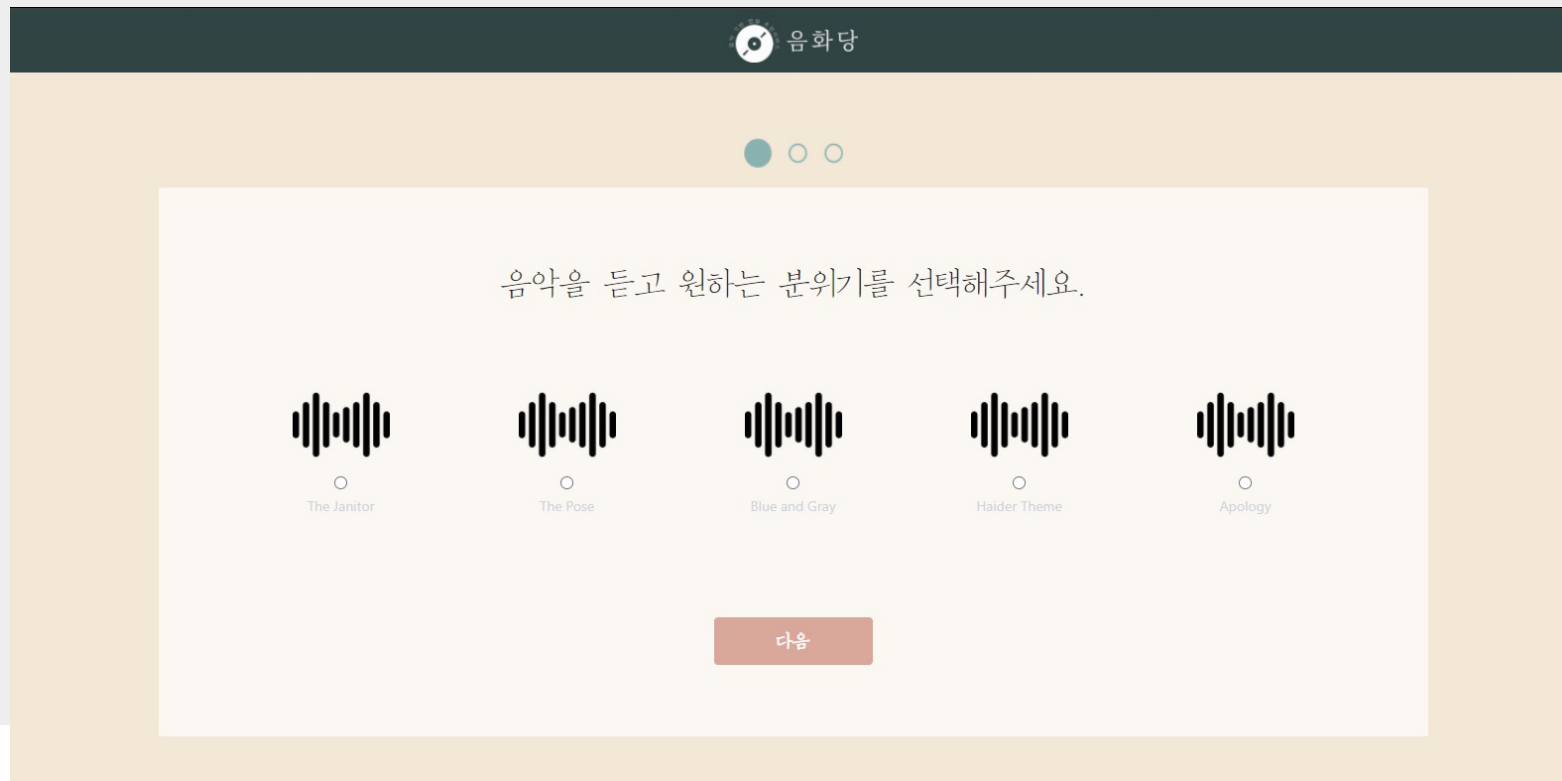 음화당
음악을 듣고 원하는 분위기를 선택해주세요.
The Janitor
The Pose
Blue and Gray
Haider Theme
Apology
다음